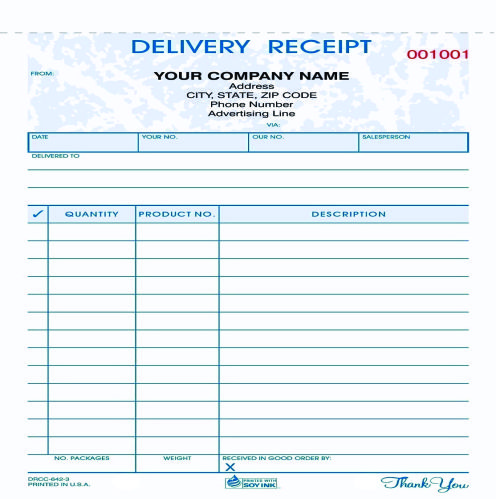 DELIVERY RECEIPT
001001
FROM:
YOUR COMPANY NAME
Address
CITY, STATE, ZIP CODE
Phone Number
Advertising Line
VIA:
DATE YOUR NO. OUR NO. SALESPERSON
DELIVERED TO
✓ QUANTITY PRODUCT NO. DESCRIPTION
NO. PACKAGES WEIGHT RECEIVED IN GOOD ORDER BY:
X
DRCC-642-3
PRINTED IN U.S.A.
PRINTED WITH
SOY INK
Thank You